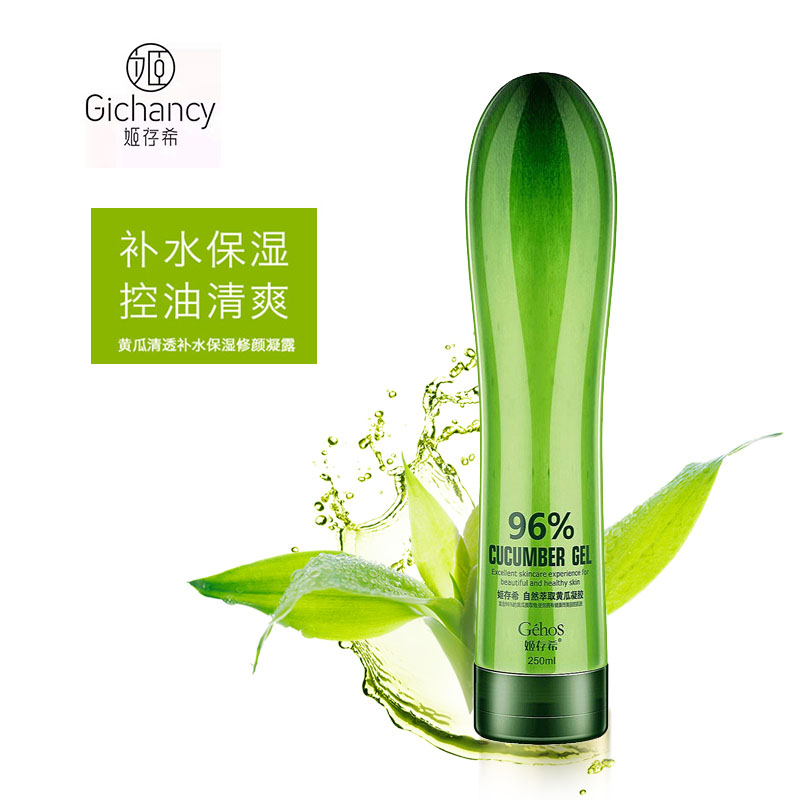 姬
Gichancy
姬存希
补水保湿
控油清爽
黄瓜清透补水保湿修颜凝露
96%
CUCUMBER GEL
Excellent skincare experience for
beautiful and healthy skin
姬存希 自然萃取黄瓜凝胶
Géhos
姬存希®
250ml